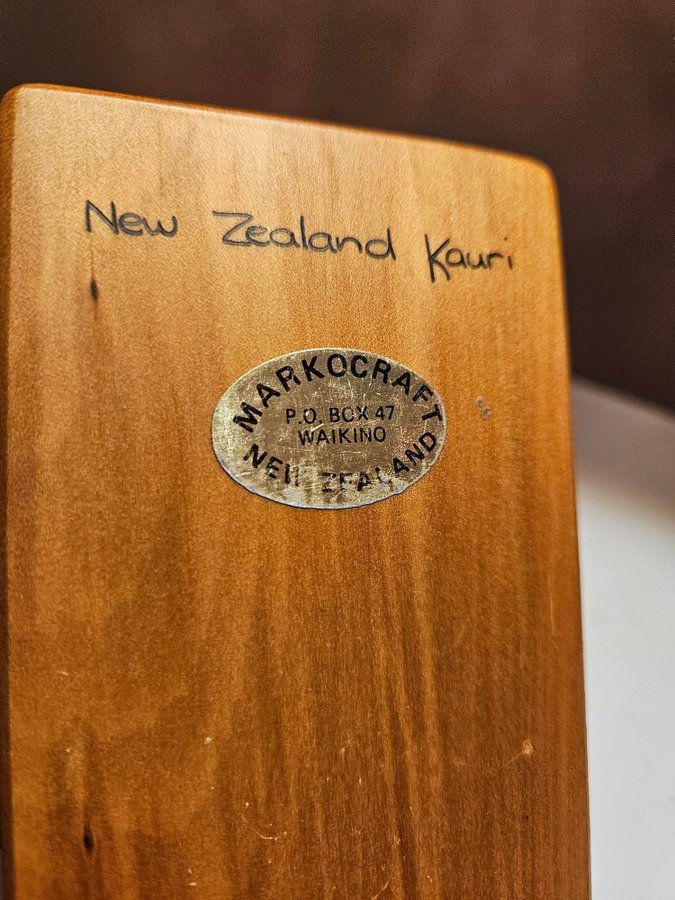 New Zealand Kauri
MARKOCRAFT
P.O. BOX 47
WAIKINO
NEW ZEALAND